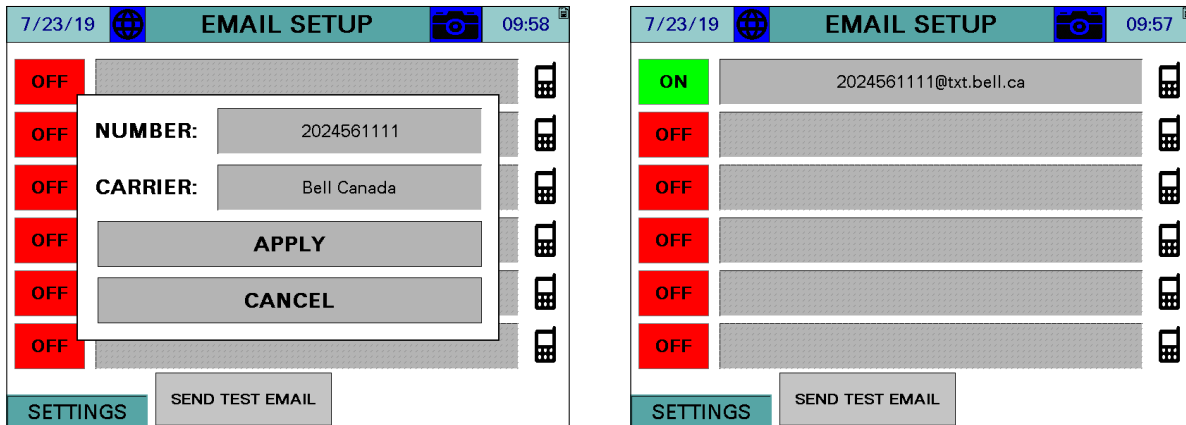 7/23/19 EMAIL SETUP 09:58
OFF
OFF NUMBER: 2024561111
OFF CARRIER: Bell Canada
OFF APPLY
OFF CANCEL
OFF
SEND TEST EMAIL
SETTINGS
7/23/19 EMAIL SETUP 09:57
ON 2024561111@txt.bell.ca
OFF
OFF
OFF
OFF
OFF
SEND TEST EMAIL
SETTINGS